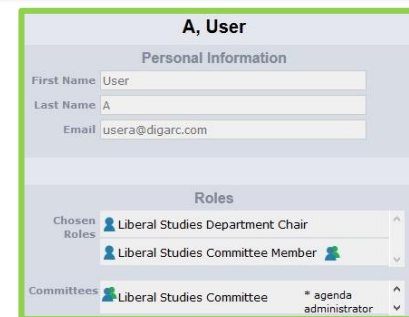 A, User
Personal Information
First Name User
Last Name A
Email usera@digarc.com
Roles
Chosen Roles Liberal Studies Department Chair
Liberal Studies Committee Member
Committees Liberal Studies Committee * agenda administrator